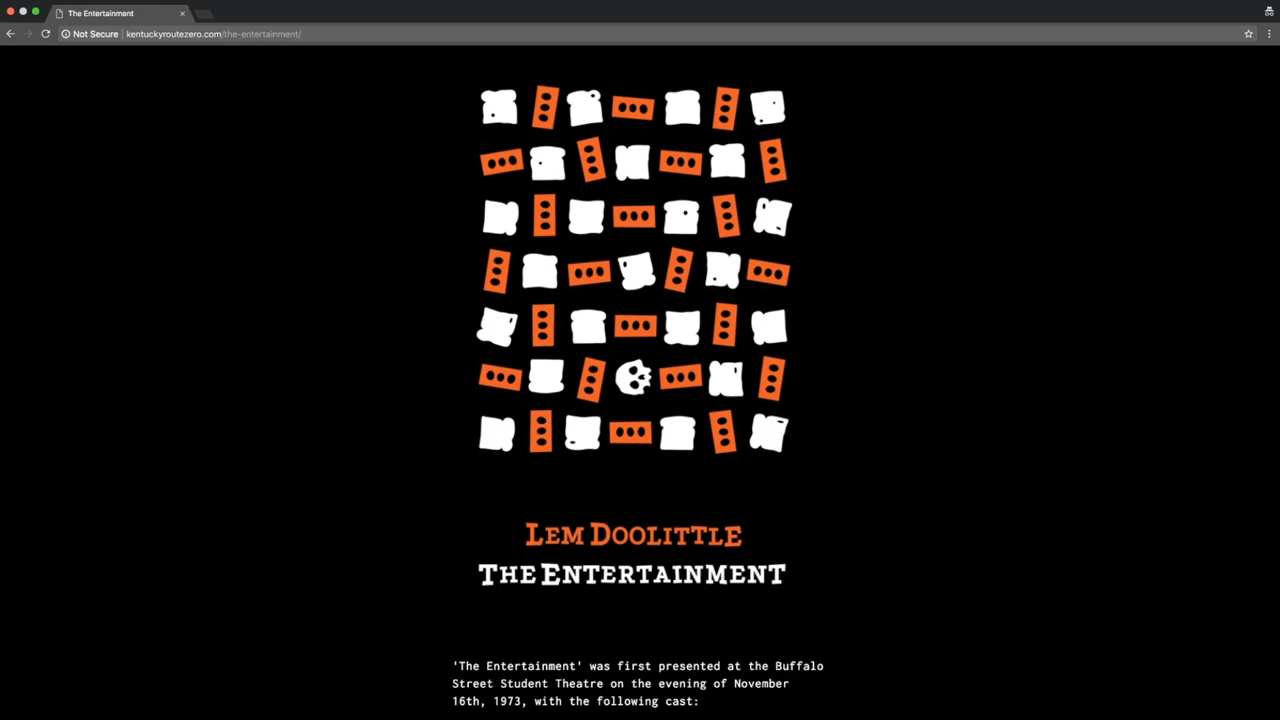 The Entertainment
Not Secure | kentuckyroutezero.com/the-entertainment/
Lem Doolittle
The Entertainment
'The Entertainment' was first presented at the Buffalo
Street Student Theatre on the evening of November
16th, 1973, with the following cast: